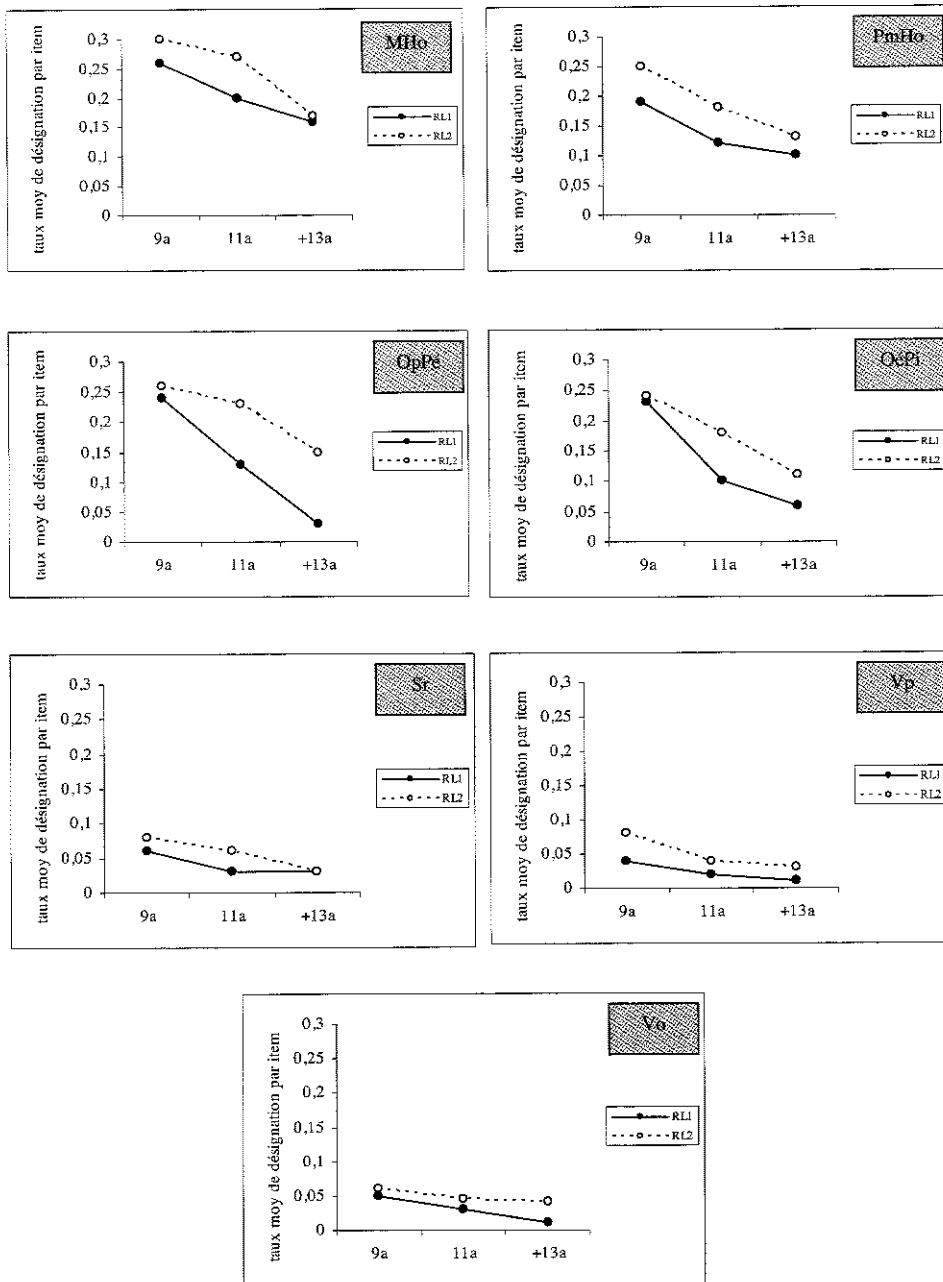 taux moy de désignation par item
0,3
0,25
0,2
0,15
0,1
0,05
0
9a 11a +13a
MHo
RL1
RL2
taux moy de désignation par item
0,3
0,25
0,2
0,15
0,1
0,05
0
9a 11a +13a
PmHo
RL1
RL2
taux moy de désignation par item
0,3
0,25
0,2
0,15
0,1
0,05
0
9a 11a +13a
OpPé
RL1
RL2
taux moy de désignation par item
0,3
0,25
0,2
0,15
0,1
0,05
0
9a 11a +13a
OéPi
RL1
RL2
taux moy de désignation par item
0,3
0,25
0,2
0,15
0,1
0,05
0
9a 11a +13a
Sr
RL1
RL2
taux moy de désignation par item
0,3
0,25
0,2
0,15
0,1
0,05
0
9a 11a +13a
Vp
RL1
RL2
taux moy de désignation par item
0,3
0,25
0,2
0,15
0,1
0,05
0
9a 11a +13a
Vo
RL1
RL2